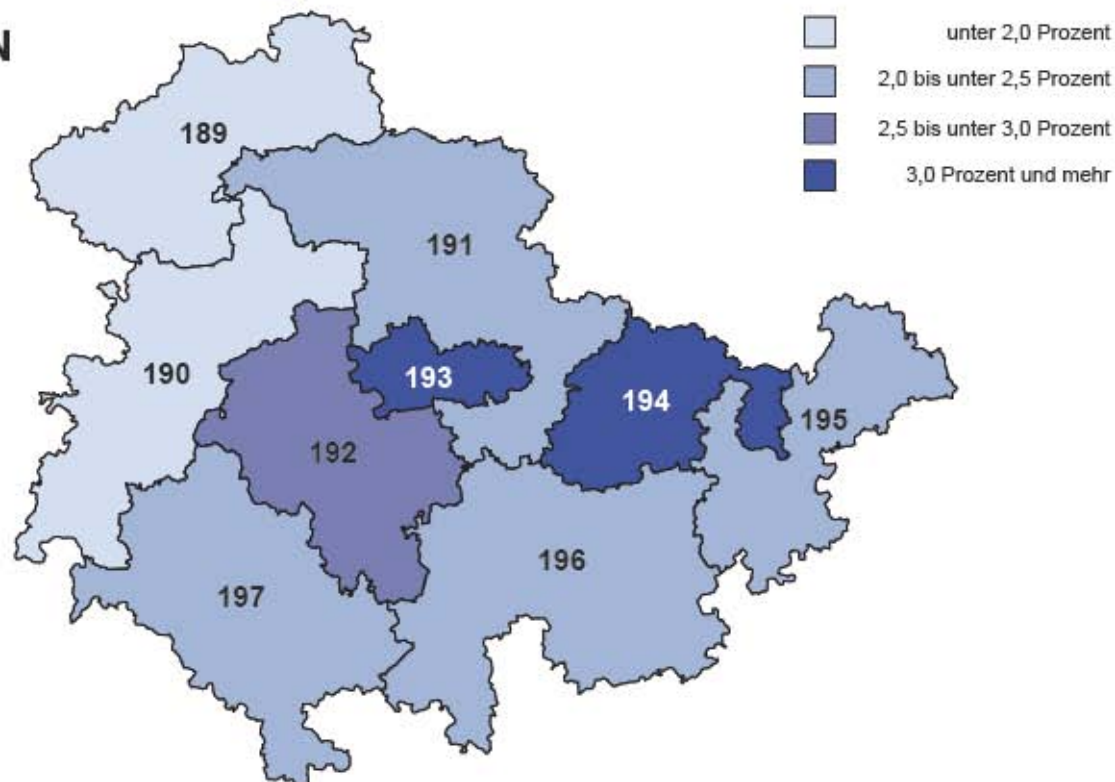 N
unter 2,0 Prozent
2,0 bis unter 2,5 Prozent
2,5 bis unter 3,0 Prozent
3,0 Prozent und mehr
189
191
190
193
194
195
192
196
197